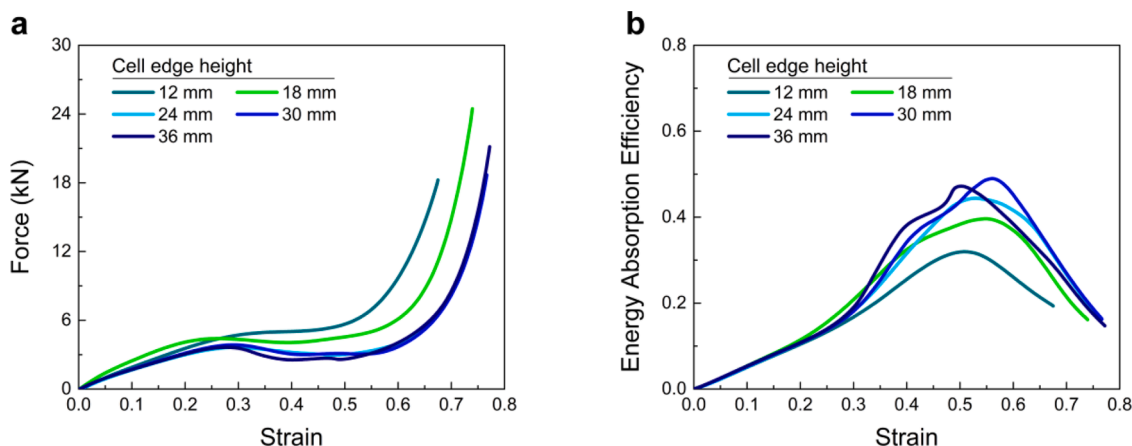 a
Force (kN)
30
24
18
12
6
0
Cell edge height
12 mm 18 mm
24 mm 30 mm
36 mm
0.0 0.1 0.2 0.3 0.4 0.5 0.6 0.7 0.8
Strain
b
Energy Absorption Efficiency
0.8
0.6
0.4
0.2
0.0
Cell edge height
12 mm 18 mm
24 mm 30 mm
36 mm
0.0 0.1 0.2 0.3 0.4 0.5 0.6 0.7 0.8
Strain